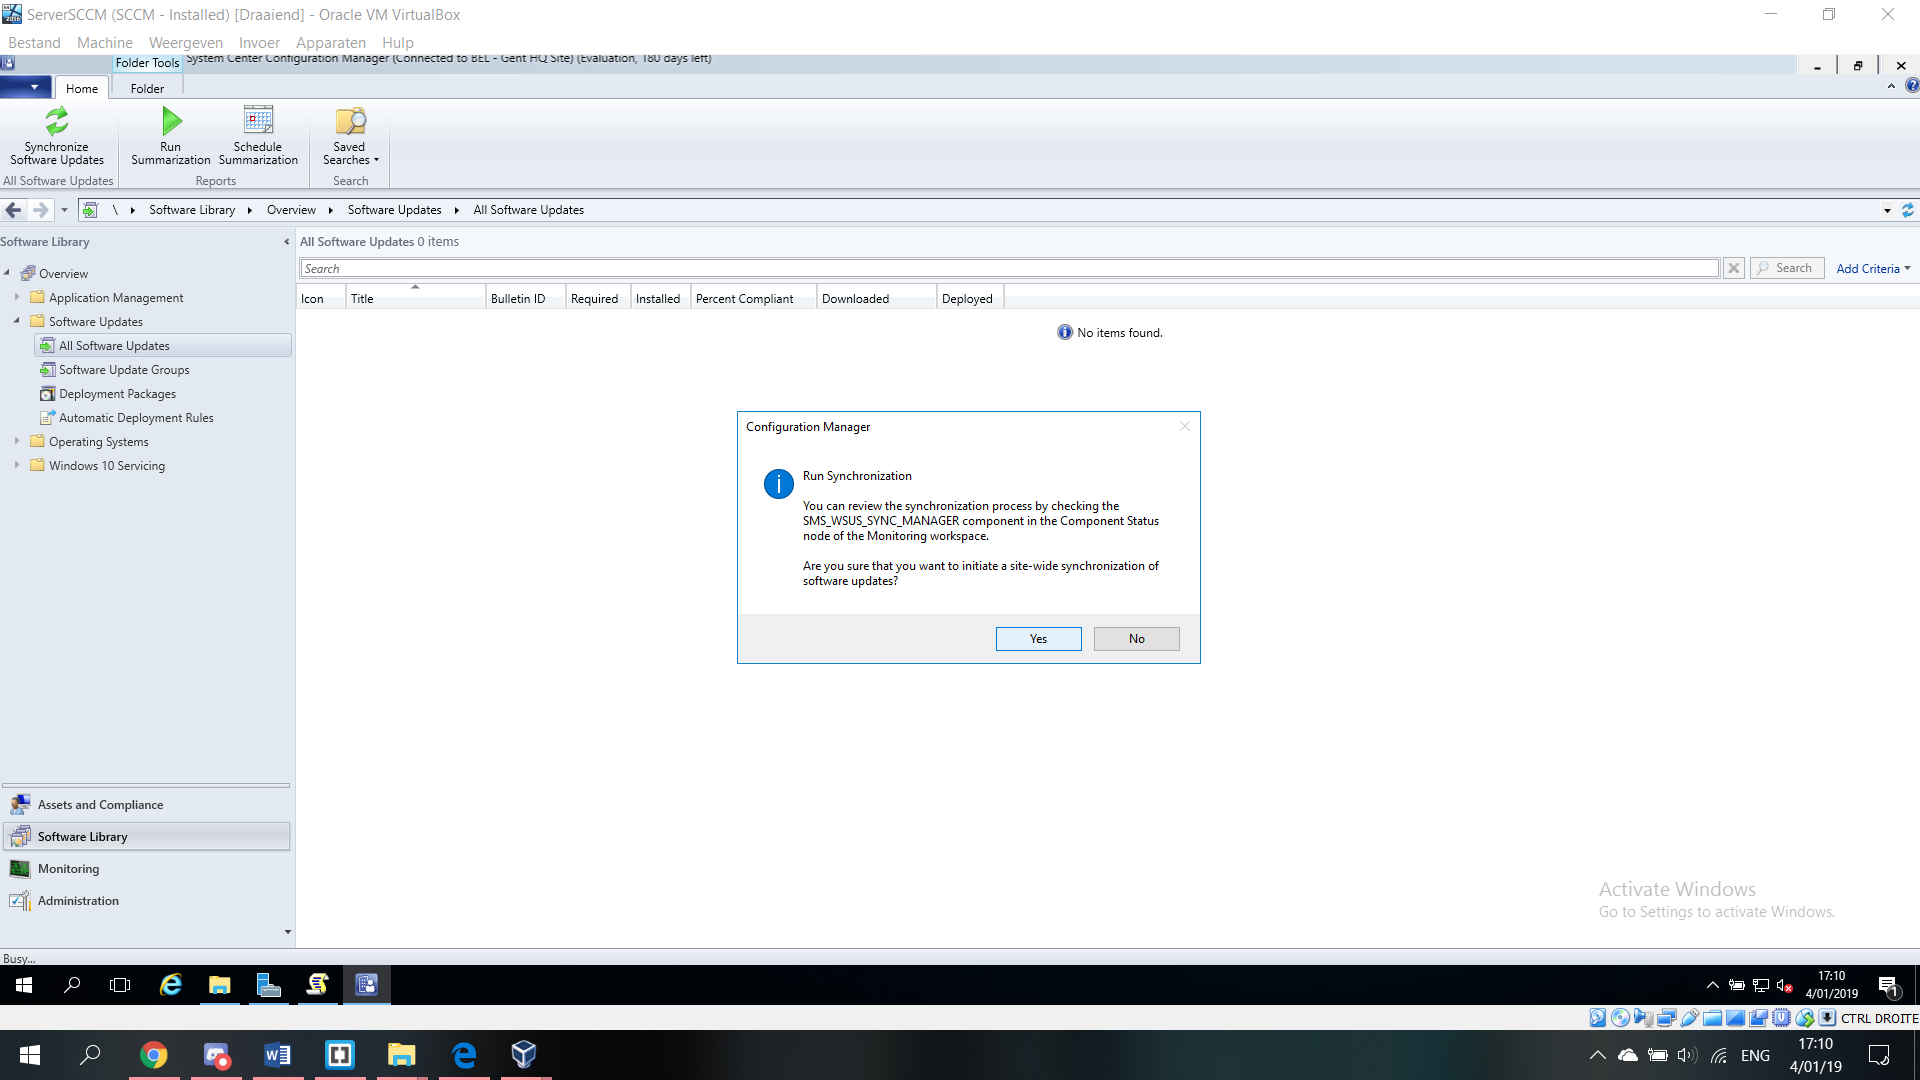 ServerSCCM (SCCM - Installed) [Draaiend] - Oracle VM VirtualBox
Bestand Machine Weergeven Invoer Apparaten Hulp
Folder Tools System Center Configuration Manager (Connected to BEL - Gent HQ Site) (Evaluation, 180 days left)
Home Folder
Synchronize Software Updates
Run Summarization
Schedule Summarization
Saved Searches
All Software Updates Reports Search
\ Software Library Overview Software Updates All Software Updates
Software Library
All Software Updates 0 items
Search
Search Add Criteria
Icon Title Bulletin ID Required Installed Percent Compliant Downloaded Deployed
No items found.
Overview
Application Management
Software Updates
All Software Updates
Software Update Groups
Deployment Packages
Automatic Deployment Rules
Operating Systems
Windows 10 Servicing
Configuration Manager
Run Synchronization
You can review the synchronization process by checking the
SMS_WSUS_SYNC_MANAGER component in the Component Status
node of the Monitoring workspace.
Are you sure that you want to initiate a site-wide synchronization of
software updates?
Yes No
Assets and Compliance
Software Library
Monitoring
Administration
Activate Windows
Go to Settings to activate Windows.
Busy...
17:10
4/01/2019
1
CTRL DROITE
ENG
17:10
4/01/19